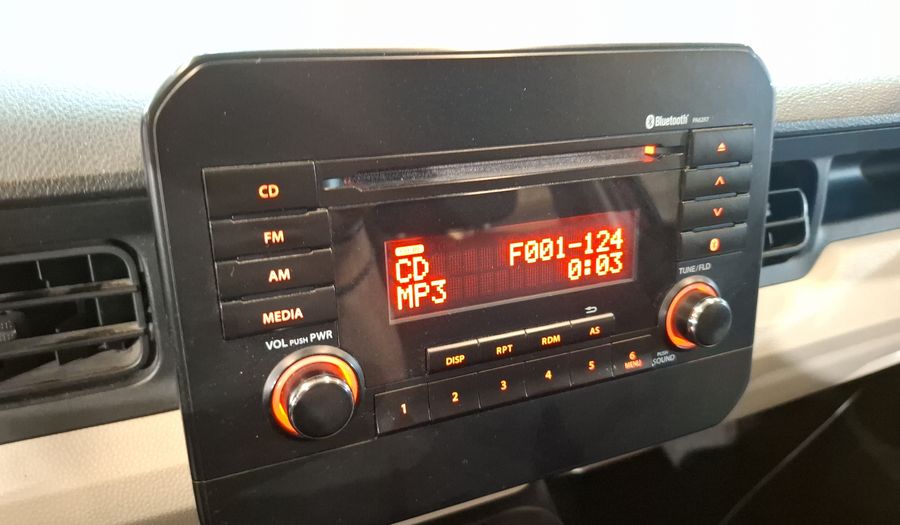 Bluetooth
CD
FM
AM
MEDIA
VOL PUSH PWR
CD
F001-124
0:03
MP3
TUNE/FLD
PUSH SOUND
DISP
RPT
RDM
AS
1
2
3
4
5
6 MENU